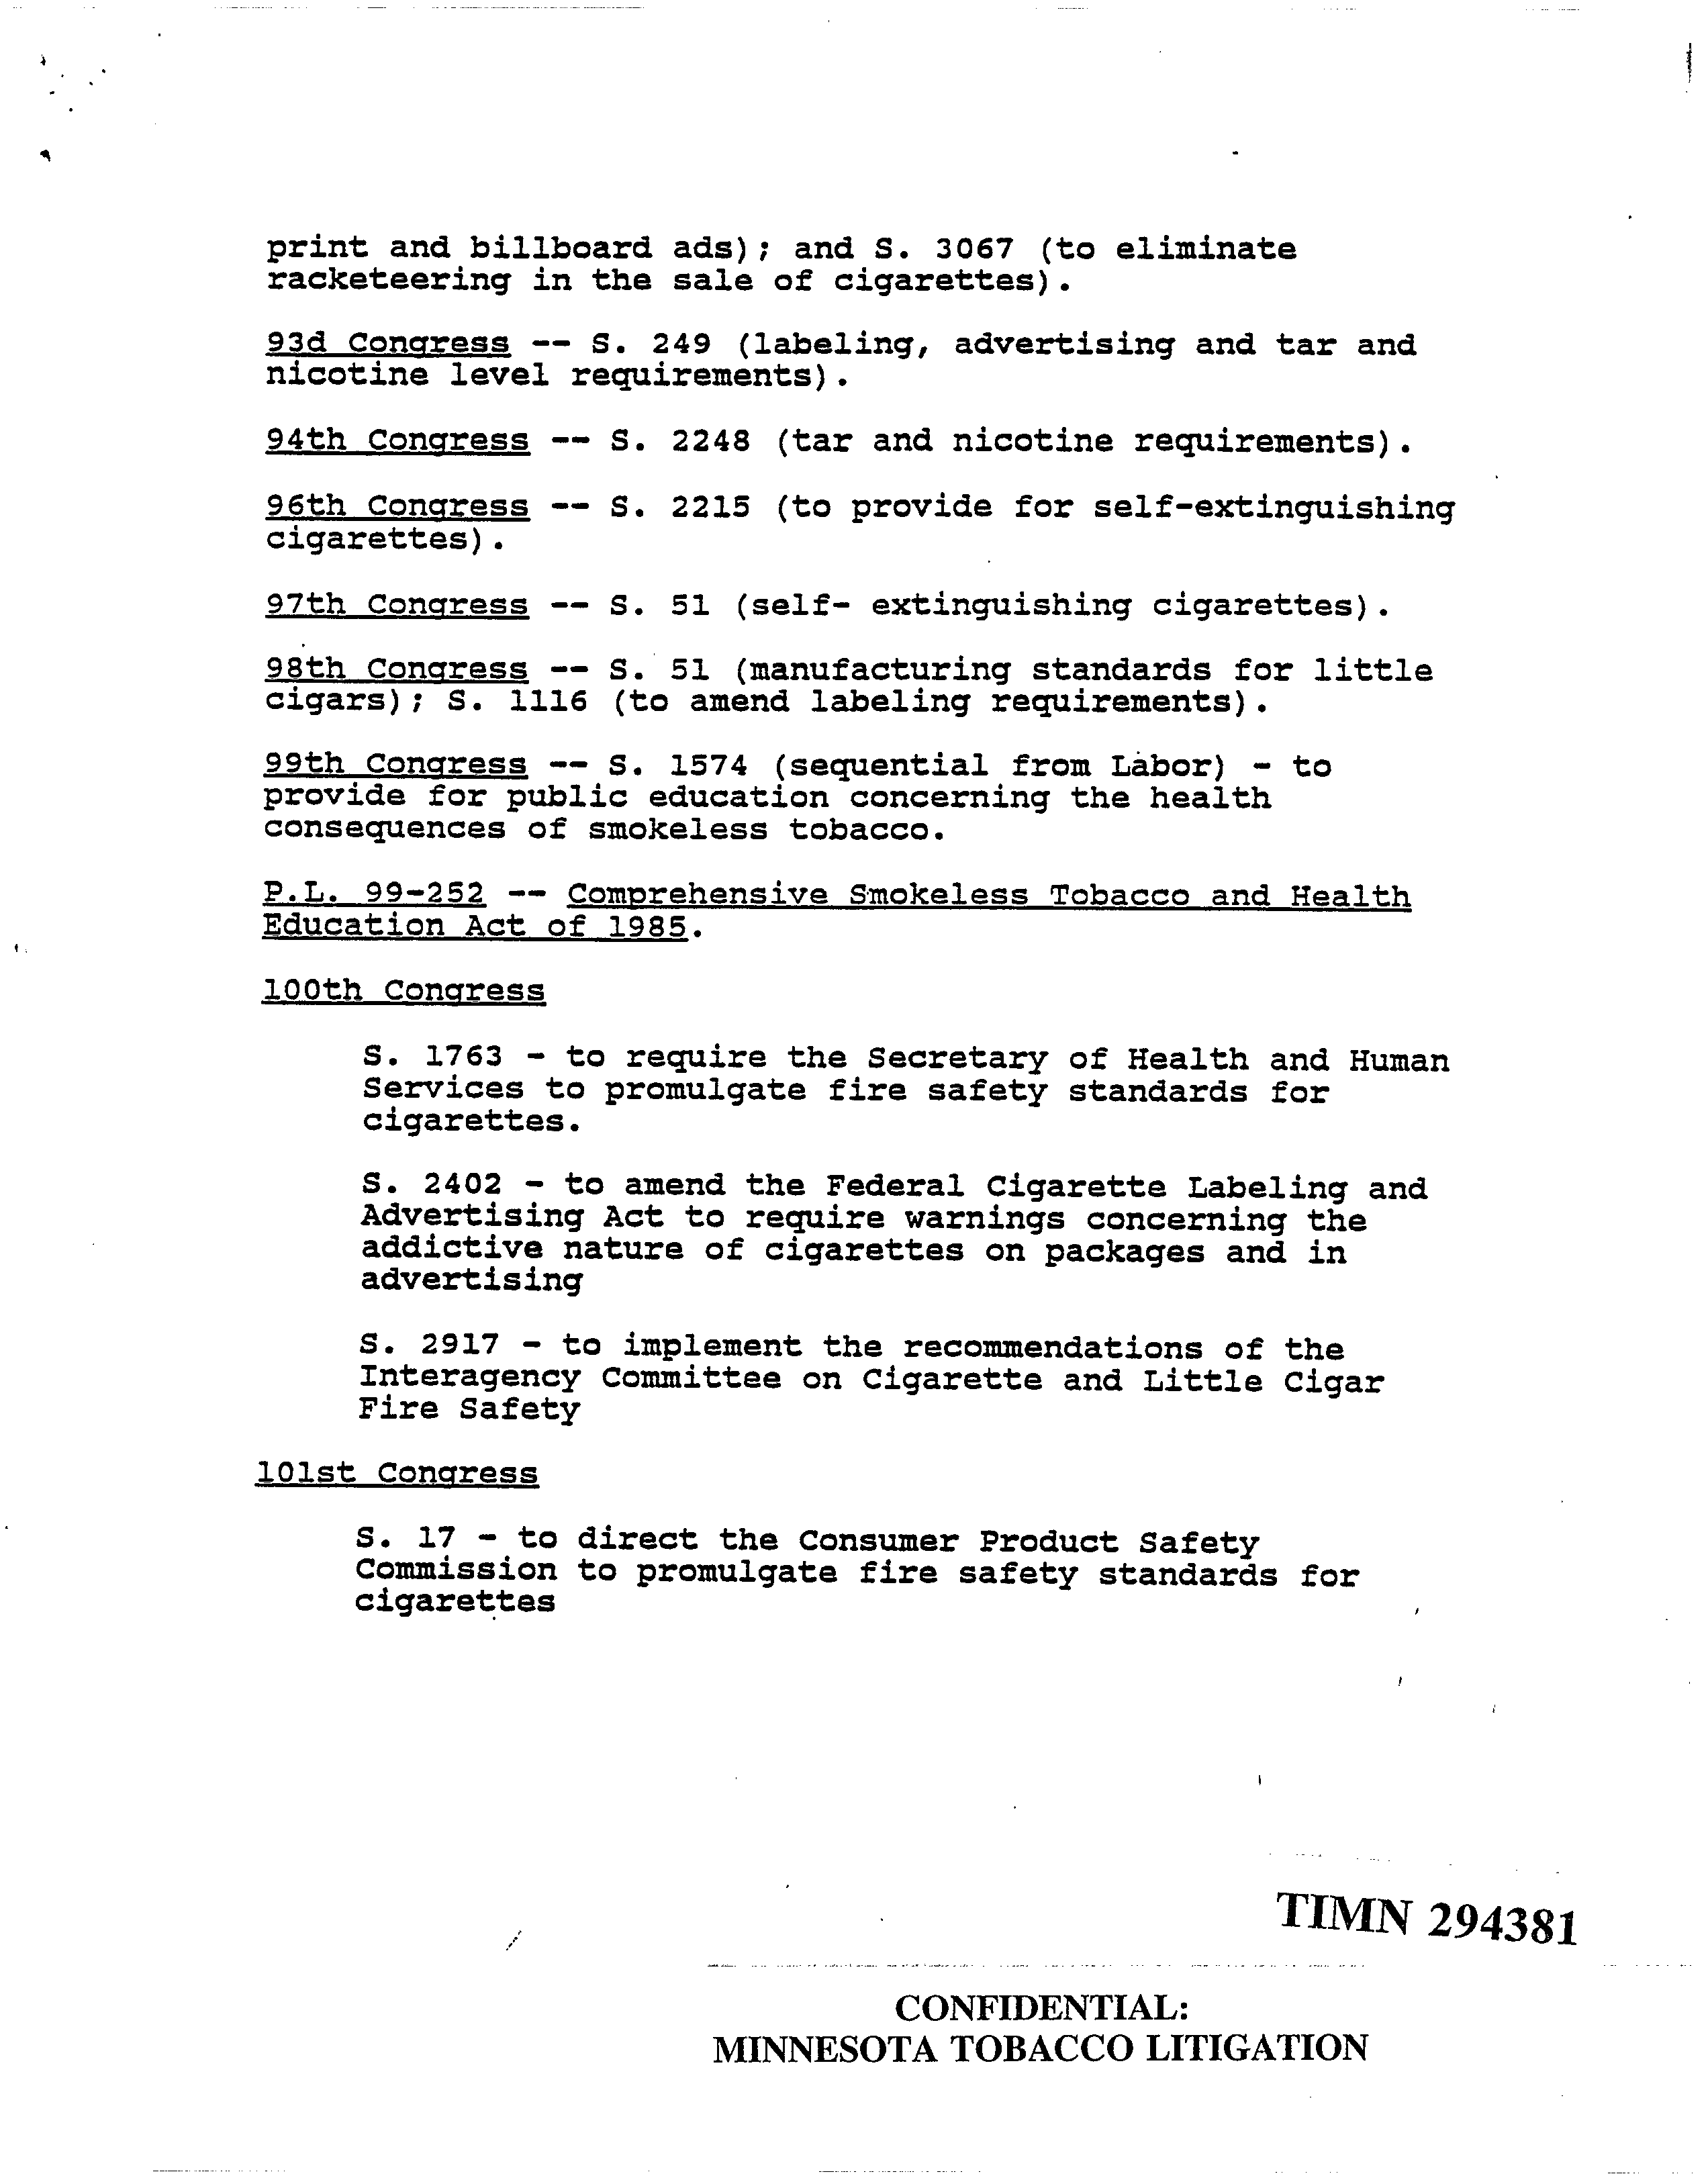 print and billboard ads); and S. 3067 (to eliminate
racketeering in the sale of cigarettes).
93d Congress -- S. 249 (labeling, advertising and tar and
nicotine level requirements).
94th Congress -- S. 2248 (tar and nicotine requirements).
96th Congress -- S. 2215 (to provide for self-extinguishing
cigarettes).
97th Congress -- S. 51 (self- extinguishing cigarettes).
98th Congress -- S. 51 (manufacturing standards for little
cigars); S. 1116 (to amend labeling requirements).
99th Congress -- S. 1574 (sequential from Labor) - to
provide for public education concerning the health
consequences of smokeless tobacco.
P.L. 99-252 -- Comprehensive Smokeless Tobacco and Health
Education Act of 1985.
100th Congress
S. 1763 - to require the Secretary of Health and Human
Services to promulgate fire safety standards for
cigarettes.
S. 2402 - to amend the Federal Cigarette Labeling and
Advertising Act to require warnings concerning the
addictive nature of cigarettes on packages and in
advertising
S. 2917 - to implement the recommendations of the
Interagency Committee on Cigarette and Little Cigar
Fire Safety
101st Congress
S. 17 - to direct the Consumer Product Safety
Commission to promulgate fire safety standards for
cigarettes
TIMN 294381
CONFIDENTIAL:
MINNESOTA TOBACCO LITIGATION